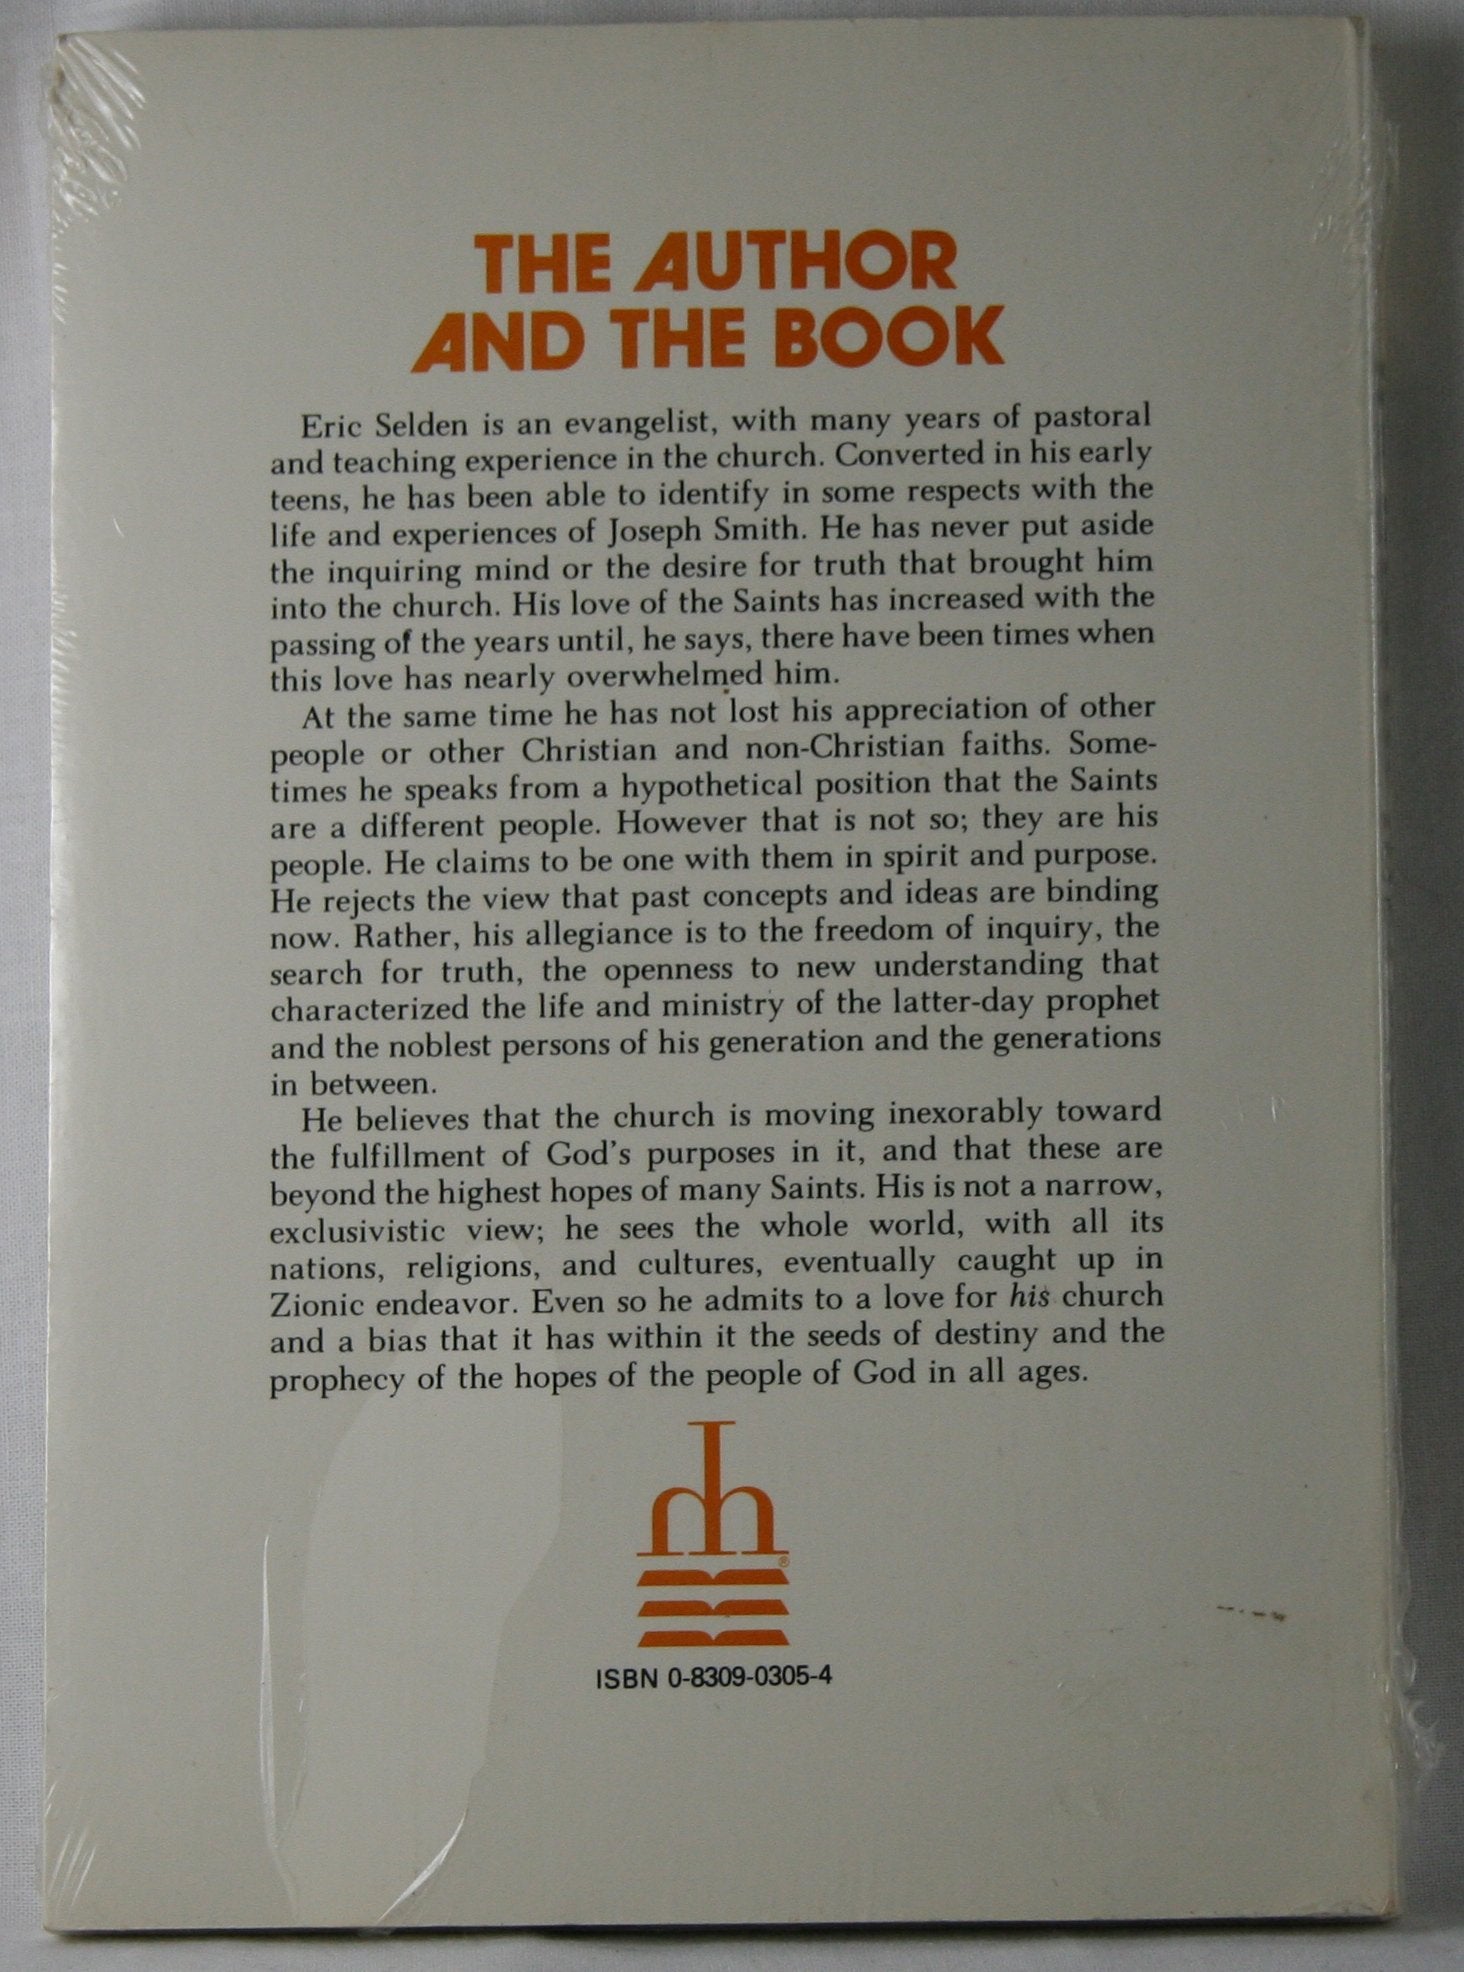 THE AUTHOR
AND THE BOOK
Eric Selden is an evangelist, with many years of pastoral
and teaching experience in the church. Converted in his early
teens, he has been able to identify in some respects with the
life and experiences of Joseph Smith. He has never put aside
the inquiring mind or the desire for truth that brought him
into the church. His love of the Saints has increased with the
passing of the years until, he says, there have been times when
this love has nearly overwhelmed him.
At the same time he has not lost his appreciation of other
people or other Christian and non-Christian faiths. Some-
times he speaks from a hypothetical position that the Saints
are a different people. However that is not so; they are his
people. He claims to be one with them in spirit and purpose.
He rejects the view that past concepts and ideas are binding
now. Rather, his allegiance is to the freedom of inquiry, the
search for truth, the openness to new understanding that
characterized the life and ministry of the latter-day prophet
and the noblest persons of his generation and the generations
in between.
He believes that the church is moving inexorably toward
the fulfillment of God's purposes in it, and that these are
beyond the highest hopes of many Saints. His is not a narrow,
exclusivistic view; he sees the whole world, with all its
nations, religions, and cultures, eventually caught up in
Zionic endeavor. Even so he admits to a love for his church
and a bias that it has within it the seeds of destiny and the
prophecy of the hopes of the people of God in all ages.
®
ISBN 0-8309-0305-4